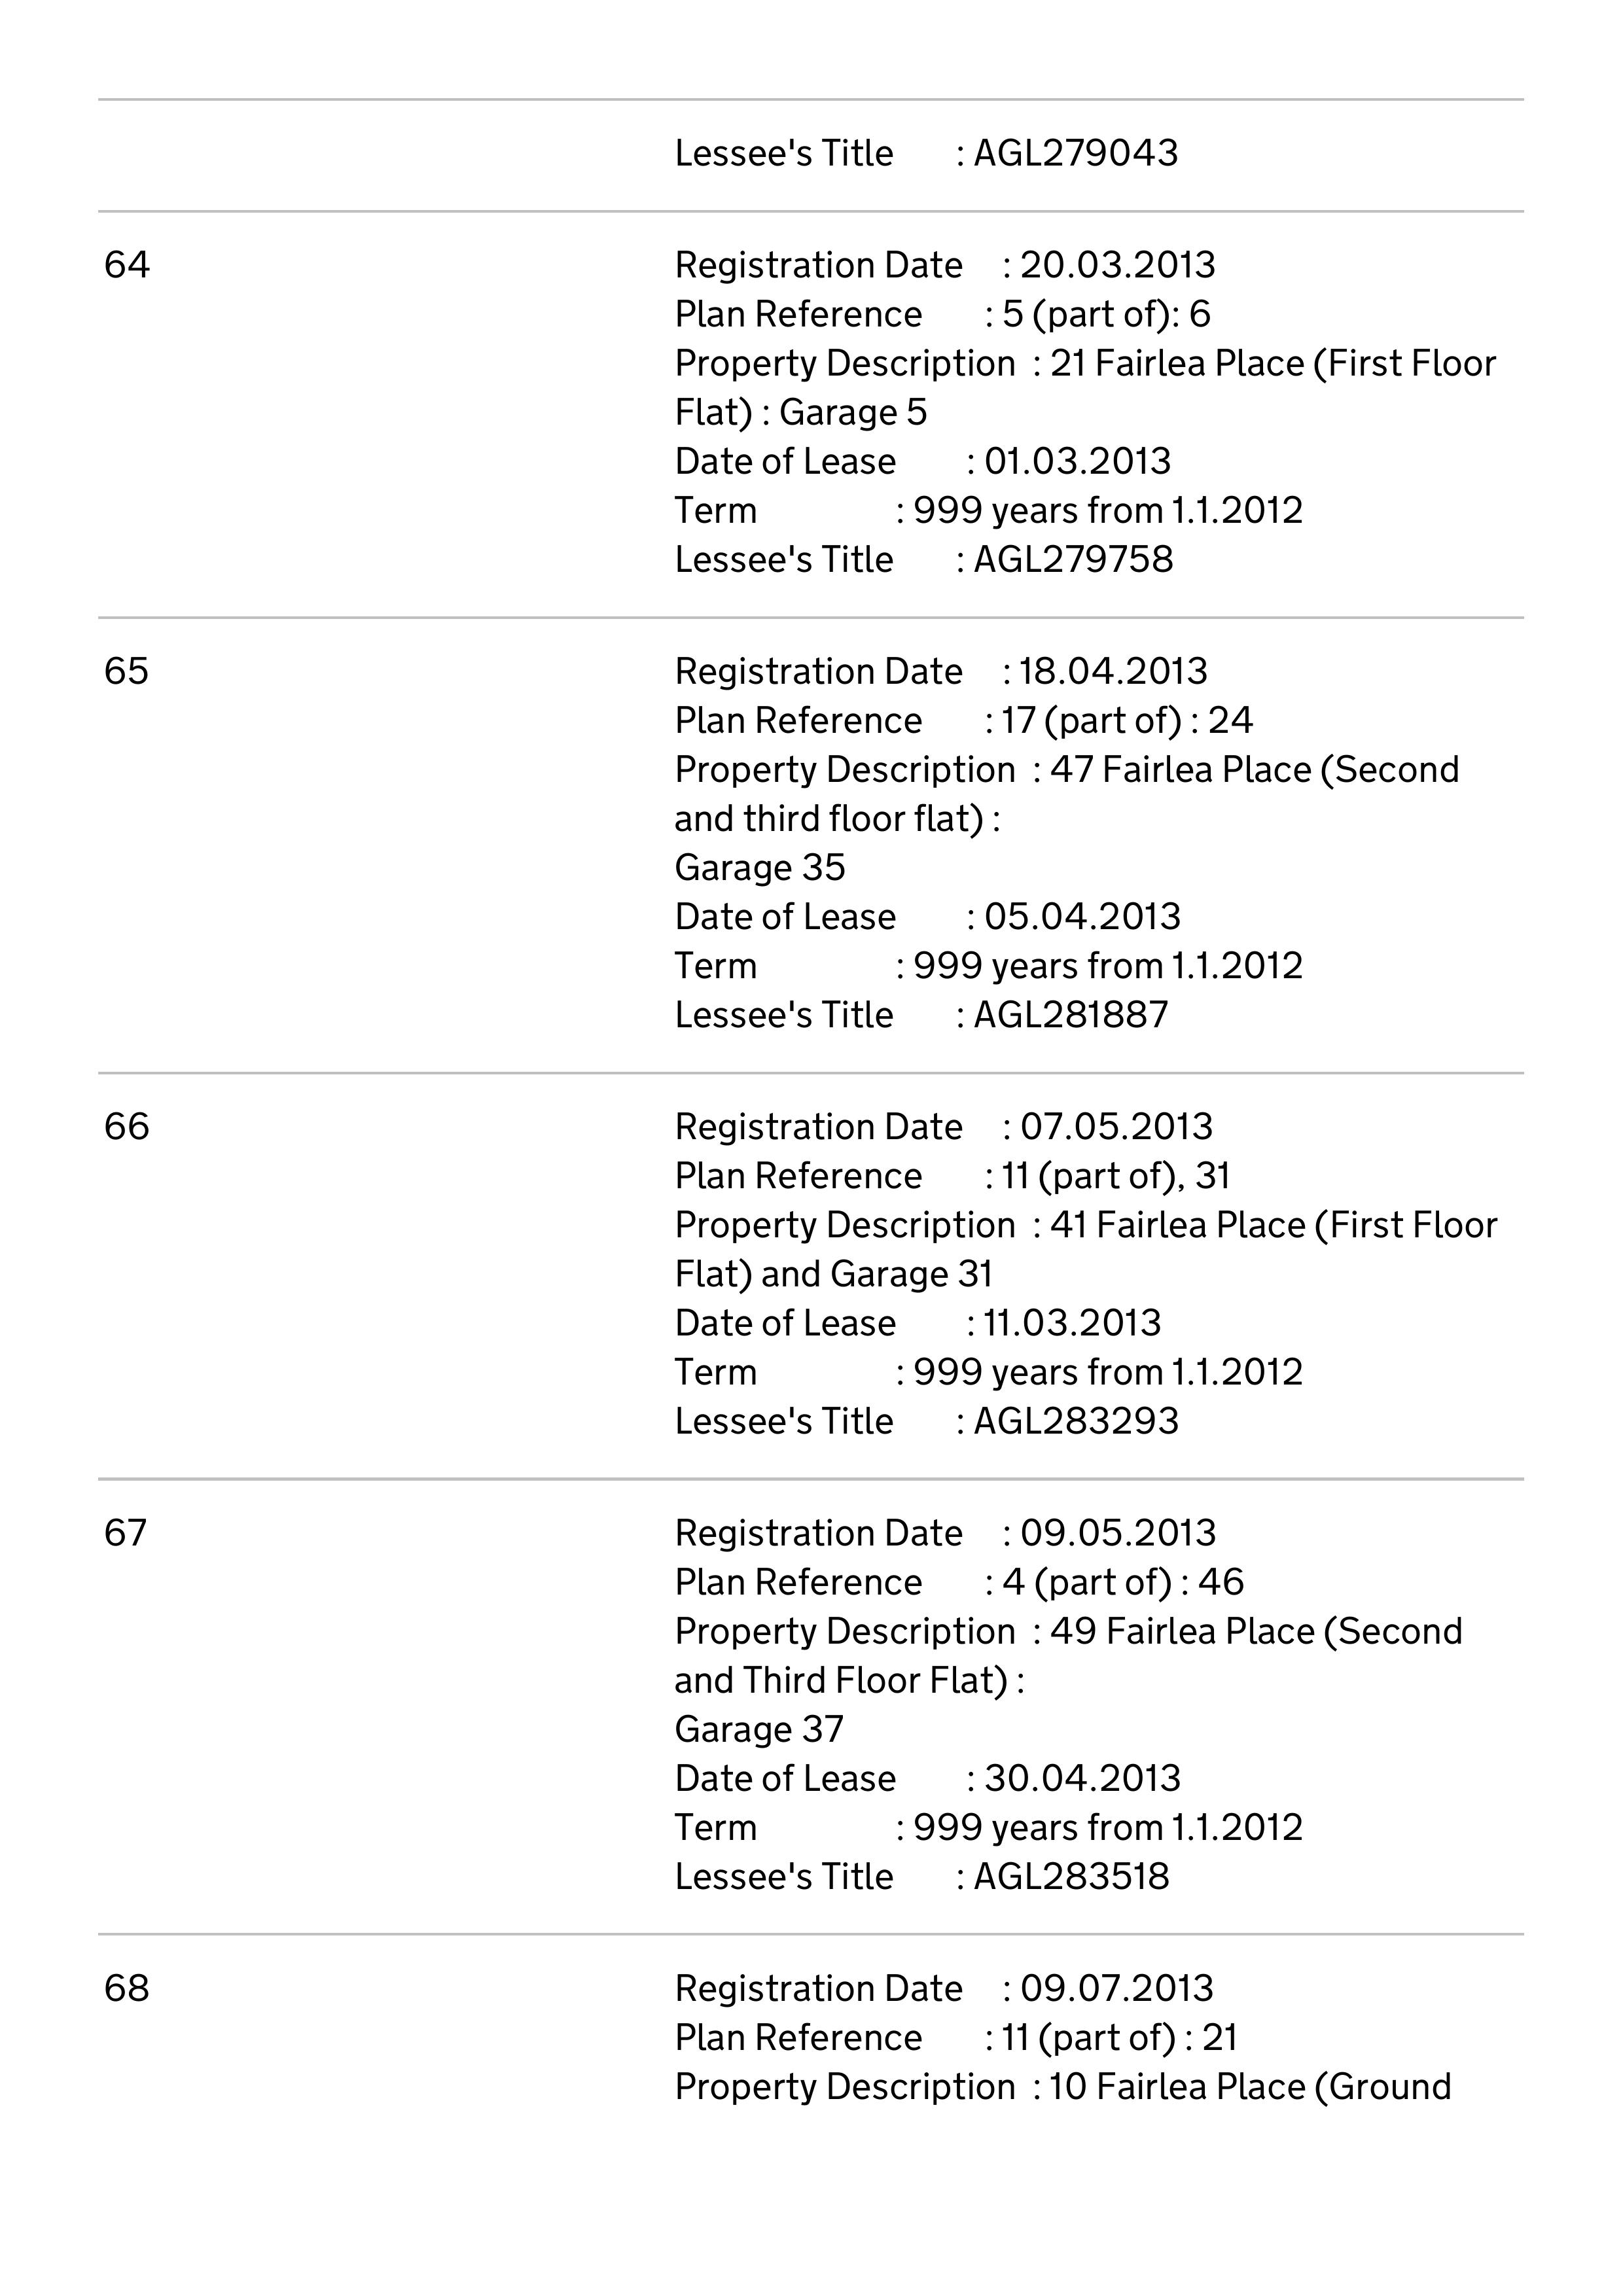 Lessee's Title : AGL279043
64 Registration Date : 20.03.2013
Plan Reference : 5 (part of): 6
Property Description : 21 Fairlea Place (First Floor
Flat) : Garage 5
Date of Lease : 01.03.2013
Term : 999 years from 1.1.2012
Lessee's Title : AGL279758
65 Registration Date : 18.04.2013
Plan Reference : 17 (part of) : 24
Property Description : 47 Fairlea Place (Second
and third floor flat) :
Garage 35
Date of Lease : 05.04.2013
Term : 999 years from 1.1.2012
Lessee's Title : AGL281887
66 Registration Date : 07.05.2013
Plan Reference : 11 (part of), 31
Property Description : 41 Fairlea Place (First Floor
Flat) and Garage 31
Date of Lease : 11.03.2013
Term : 999 years from 1.1.2012
Lessee's Title : AGL283293
67 Registration Date : 09.05.2013
Plan Reference : 4 (part of) : 46
Property Description : 49 Fairlea Place (Second
and Third Floor Flat) :
Garage 37
Date of Lease : 30.04.2013
Term : 999 years from 1.1.2012
Lessee's Title : AGL283518
68 Registration Date : 09.07.2013
Plan Reference : 11 (part of) : 21
Property Description : 10 Fairlea Place (Ground